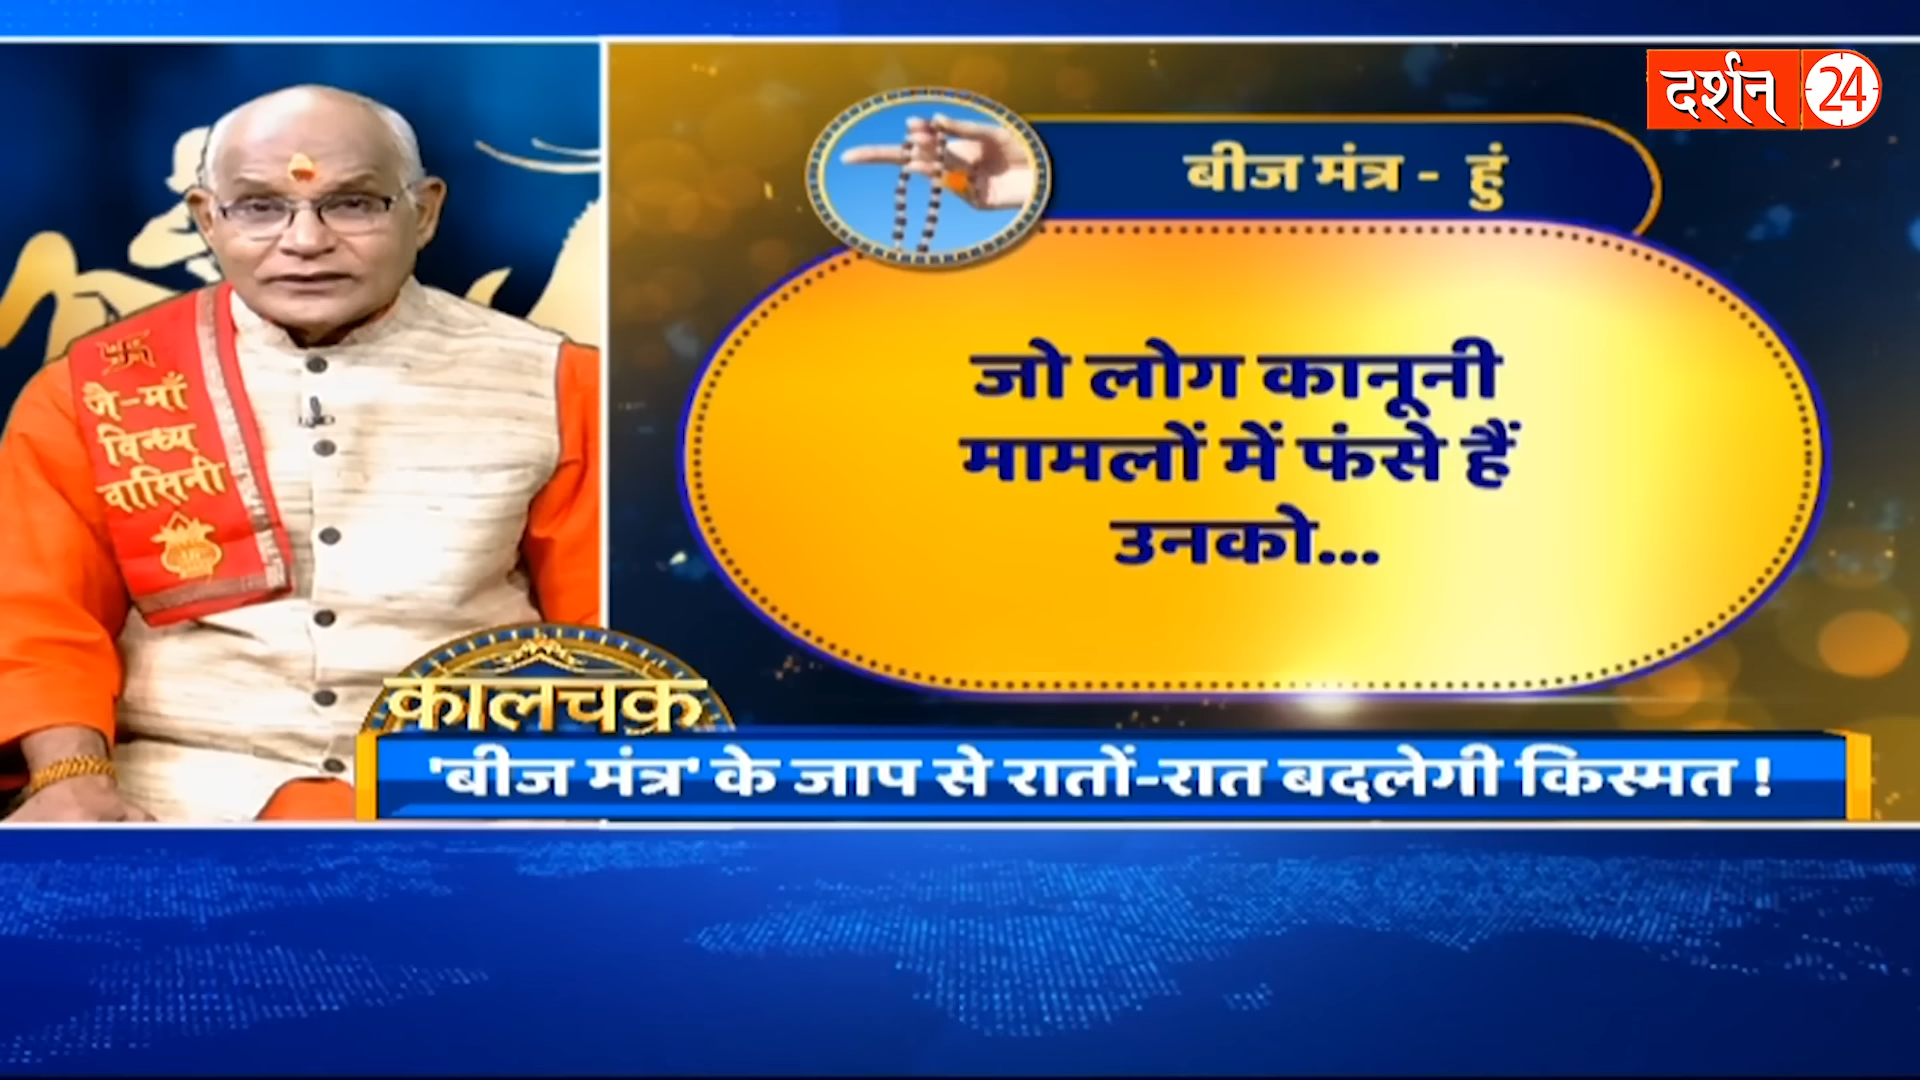 दर्शन 24
बीज मंत्र - हुं
जो लोग कानूनी
मामलों में फंसे हैं
उनको...
जै-माँ
विन्ध्य
वासिनी
कालचक्र
'बीज मंत्र' के जाप से रातों-रात बदलेगी किस्मत !